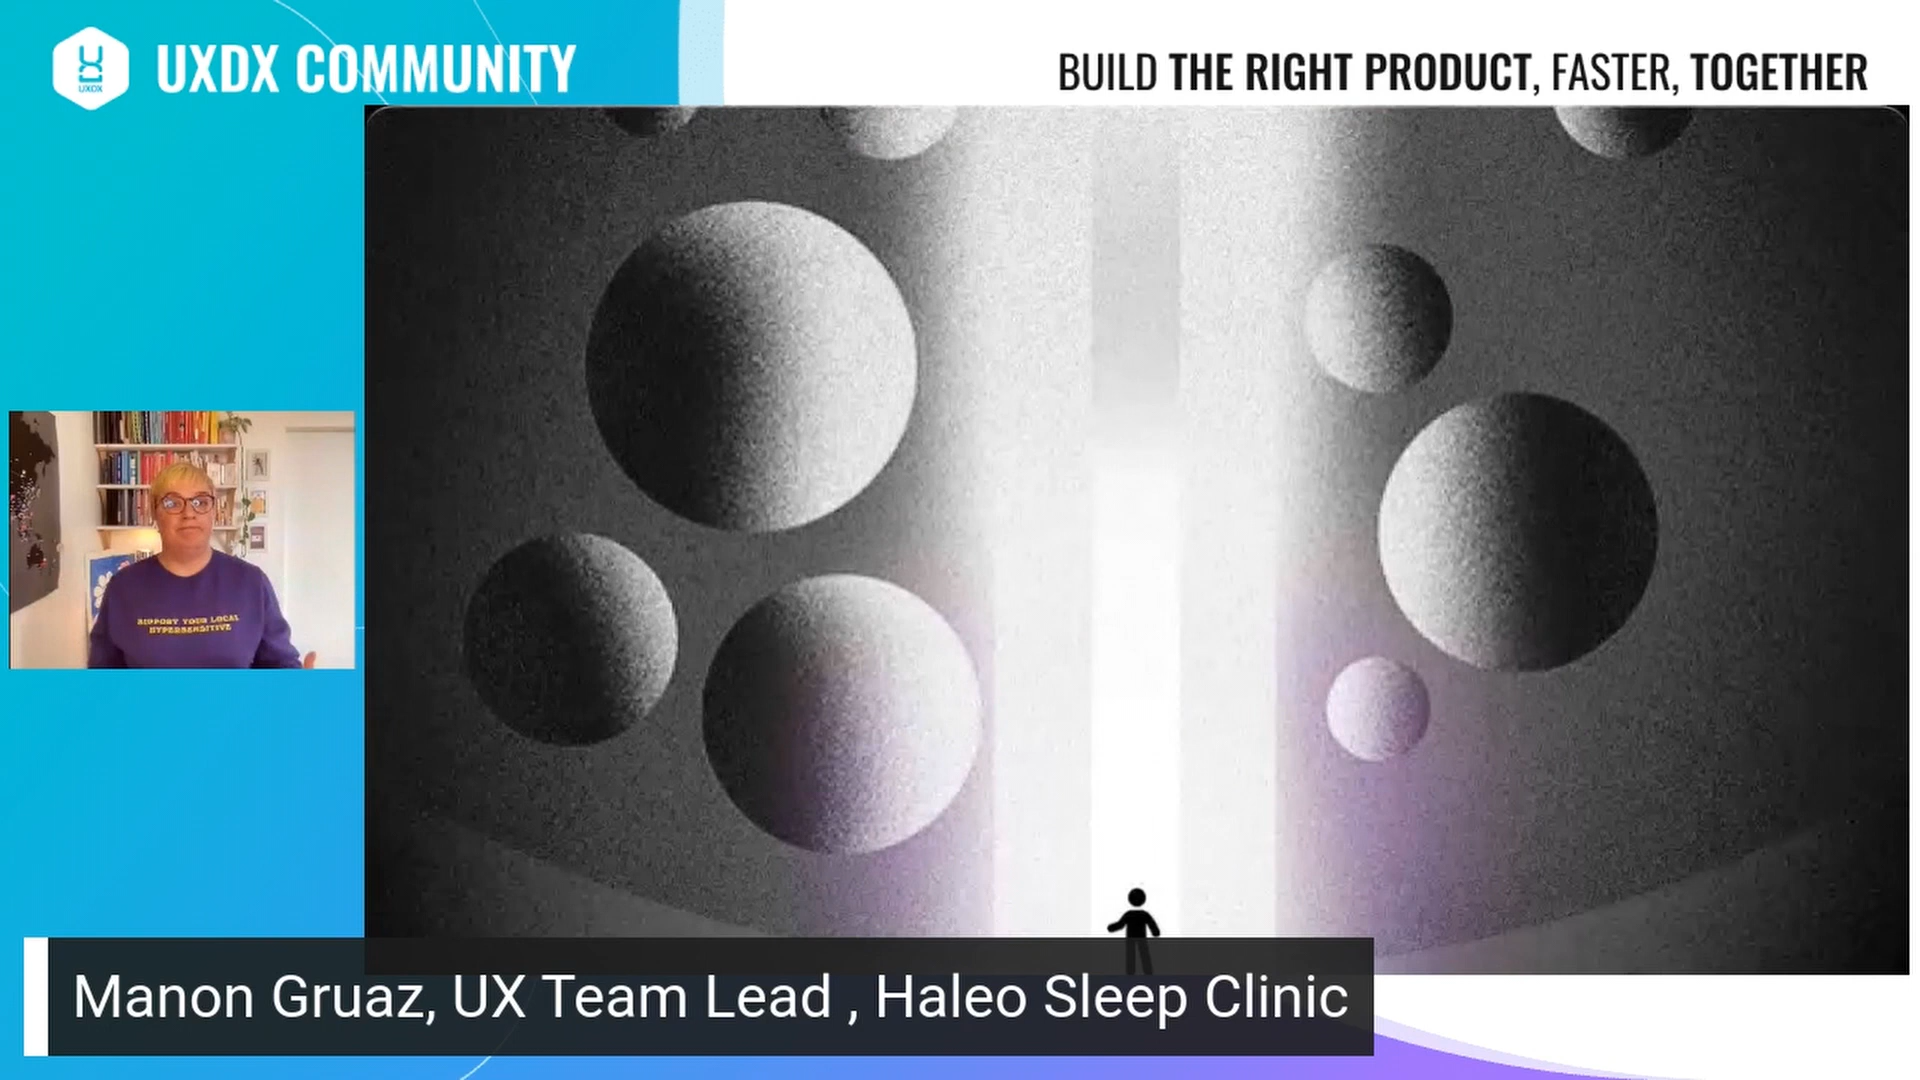 UXDX
UXDX COMMUNITY
BUILD THE RIGHT PRODUCT, FASTER, TOGETHER
SUPPORT YOUR LOCAL
HYPERSENSITIVE
Manon Gruaz, UX Team Lead , Haleo Sleep Clinic